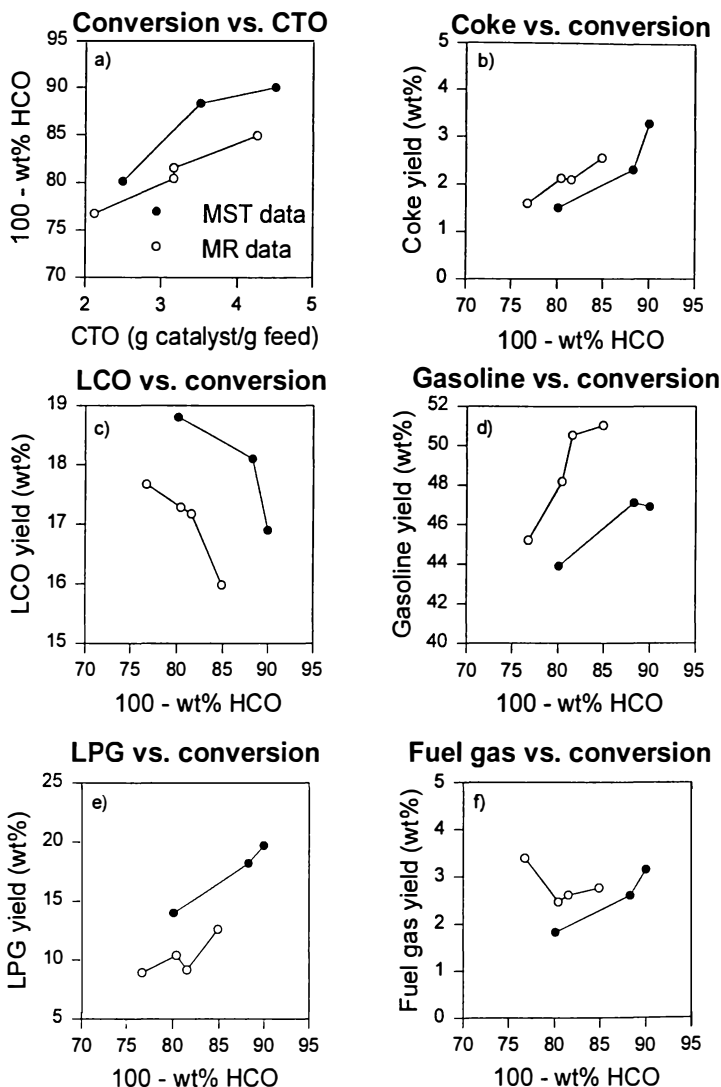 Conversion vs. CTO
a)
100 - wt% HCO
95
90
85
80
75
70
MST data
MR data
2
3
4
5
CTO (g catalyst/g feed)
Coke vs. conversion
b)
Coke yield (wt%)
5
4
3
2
1
0
70 75 80 85 90 95
100 - wt% HCO
LCO vs. conversion
c)
LCO yield (wt%)
19
18
17
16
15
70 75 80 85 90 95
100 - wt% HCO
Gasoline vs. conversion
d)
Gasoline yield (wt%)
52
50
48
46
44
42
40
70 75 80 85 90 95
100 - wt% HCO
LPG vs. conversion
e)
LPG yield (wt%)
25
20
15
10
5
70 75 80 85 90 95
100 - wt% HCO
Fuel gas vs. conversion
f)
Fuel gas yield (wt%)
5
4
3
2
1
0
70 75 80 85 90 95
100 - wt% HCO